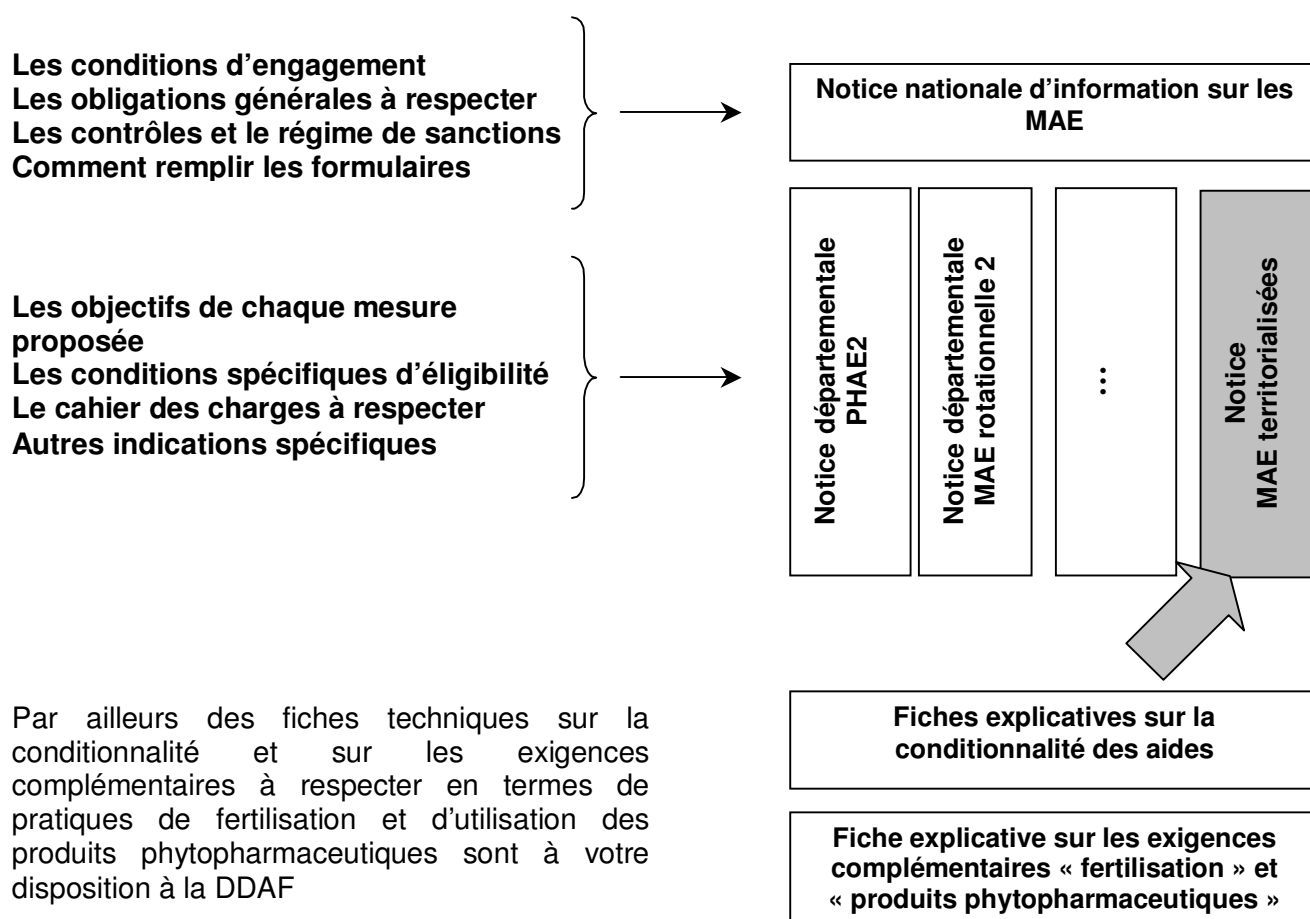 Les conditions d’engagement
Les obligations générales à respecter
Les contrôles et le régime de sanctions
Comment remplir les formulaires
Notice nationale d’information sur les
MAE
Les objectifs de chaque mesure
proposée
Les conditions spécifiques d’éligibilité
Le cahier des charges à respecter
Autres indications spécifiques
Notice départementale
PHAE2
Notice départementale
MAE rotationnelle 2
...
Notice
MAE territorialisées
Par ailleurs des fiches techniques sur la
conditionnalité et sur les exigences
complémentaires à respecter en termes de
pratiques de fertilisation et d’utilisation des
produits phytopharmaceutiques sont à votre
disposition à la DDAF
Fiches explicatives sur la
conditionnalité des aides
Fiche explicative sur les exigences
complémentaires « fertilisation » et
« produits phytopharmaceutiques »